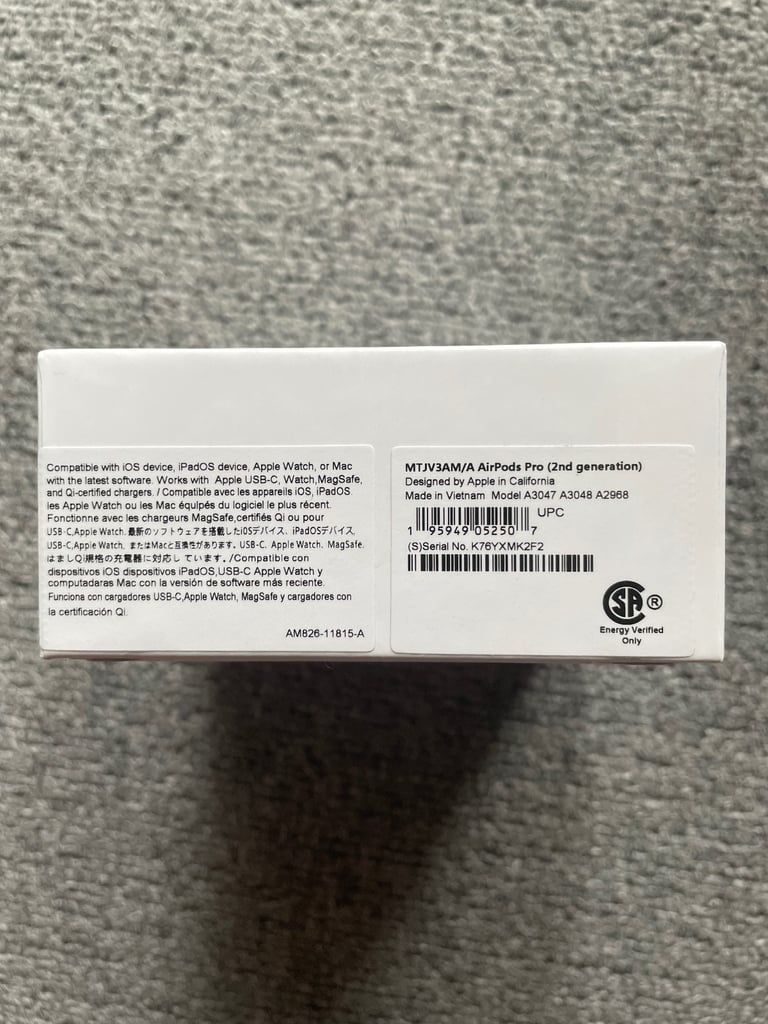 Compatible with iOS device, iPadOS device, Apple Watch, or Mac
with the latest software. Works with Apple USB-C, Watch,MagSafe,
and Qi-certified chargers. / Compatible avec les appareils iOS, iPadOS
les Apple Watch ou les Mac équipés du logiciel le plus récent.
Fonctionne avec les chargeurs MagSafe,certifiés Qi ou pour
USB-C,Apple Watch. 最新のソフトウェアを搭載したiOSデバイス、iPadOSデバイス,
USB-C,Apple Watch, またはMacと互換性があります。USB-C. Apple Watch. MagSafe.
はましQi規格の充電器に対応し ています。/Compatible con
dispositivos iOS dispositivos iPadOS,USB-C Apple Watch y
computadaras Mac con la versión de software más reciente.
Funciona con cargadores USB-C,Apple Watch, MagSafe y cargadores con
la certificación Qi.
AM826-11815-A
MTJV3AM/A AirPods Pro (2nd generation)
Designed by Apple in California
Made in Vietnam Model A3047 A3048 A2968
UPC
1 95949 05250 7
(S)Serial No. K76YXMK2F2
SA ®
Energy Verified
Only